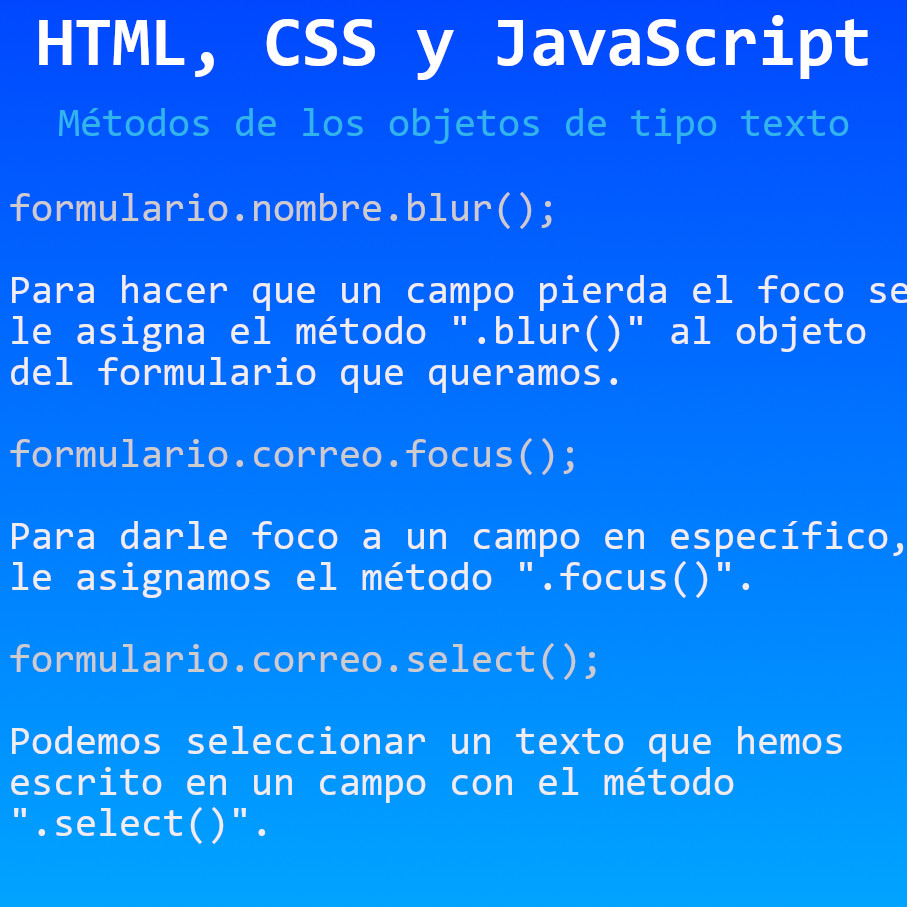 HTML, CSS y JavaScript
Métodos de los objetos de tipo texto
formulario.nombre.blur();
Para hacer que un campo pierda el foco se
le asigna el método ".blur()" al objeto
del formulario que queramos.
formulario.correo.focus();
Para darle foco a un campo en específico,
le asignamos el método ".focus()".
formulario.correo.select();
Podemos seleccionar un texto que hemos
escrito en un campo con el método
".select()".